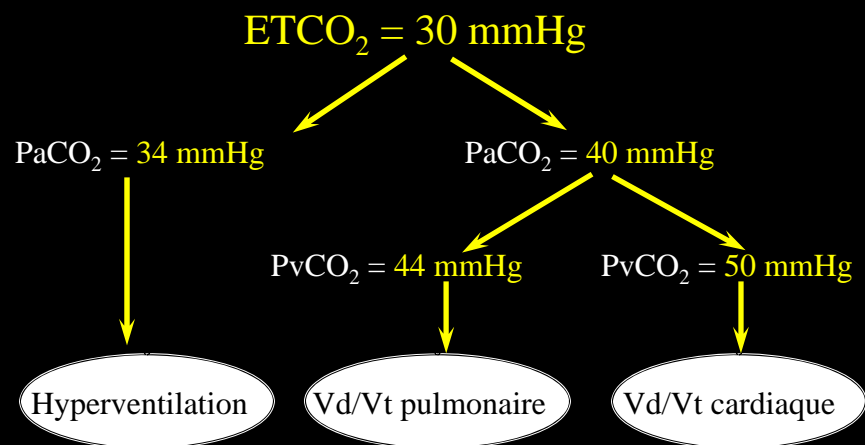 ETCO₂ = 30 mmHg
PaCO₂ = 34 mmHg
PaCO₂ = 40 mmHg
PvCO₂ = 44 mmHg
PvCO₂ = 50 mmHg
Hyperventilation
Vd/Vt pulmonaire
Vd/Vt cardiaque